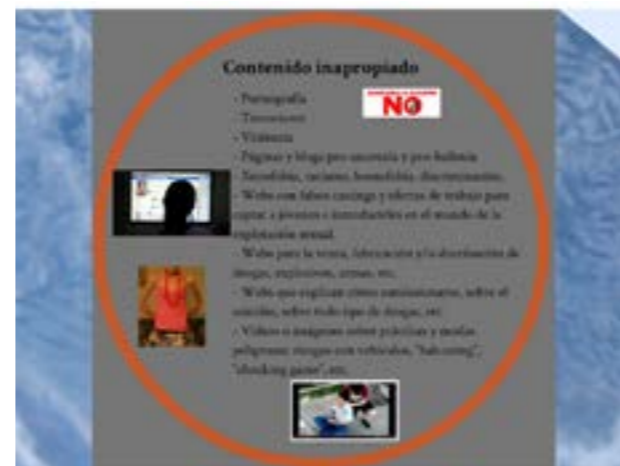 Contenido inapropiado
NO
- Pornografía
- Terrorismo
- Violencia
- Páginas y blogs pro-anorexia y pro-bulimia
- Xenofobia, racismo, homofobia, discriminación,
- Webs con falsos castings y ofertas de trabajo para
captar a jóvenes e introducirles en el mundo de la
explotación sexual.
- Webs para la venta, fabricación y/o distribución de
drogas, explosivos, armas, etc.
- Webs que explican cómo suicidarse, sobre el
suicidio, sobre todo tipo de drogas, etc.
- Videos o imágenes sobre prácticas y modas
peligrosas: riesgos con vehículos, "balconing",
"choking game", etc.